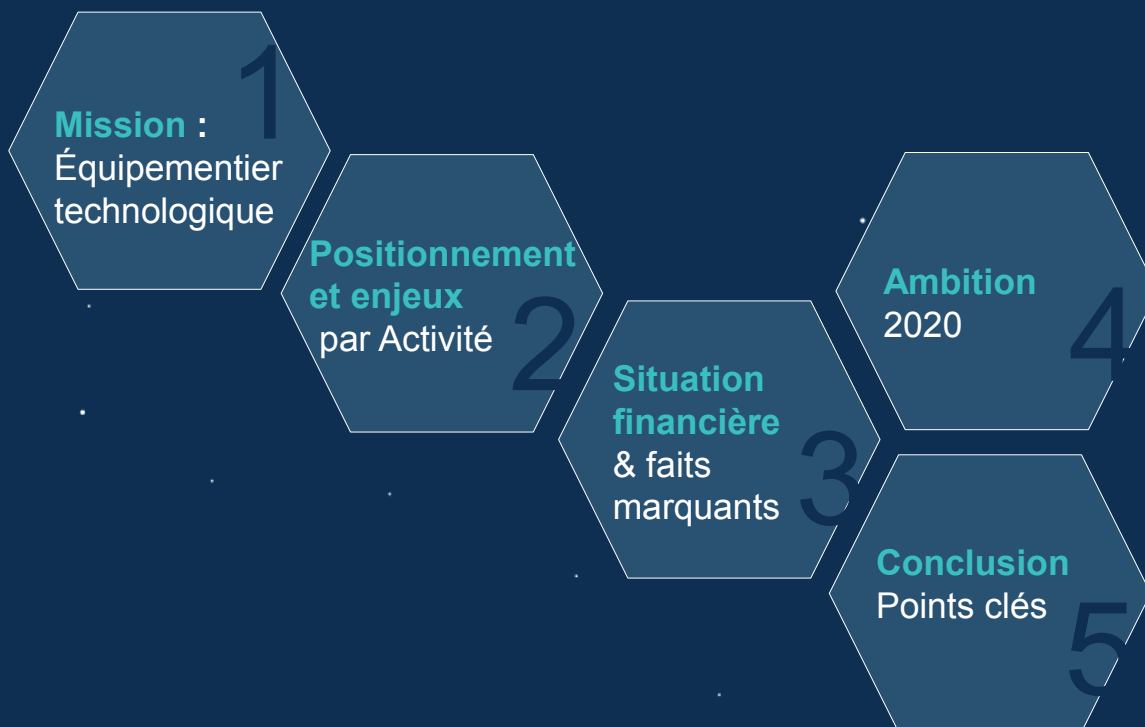 1
Mission :
Équipementier
technologique
2
Positionnement
et enjeux
par Activité
3
Situation
financière
& faits
marquants
4
Ambition
2020
5
Conclusion
Points clés